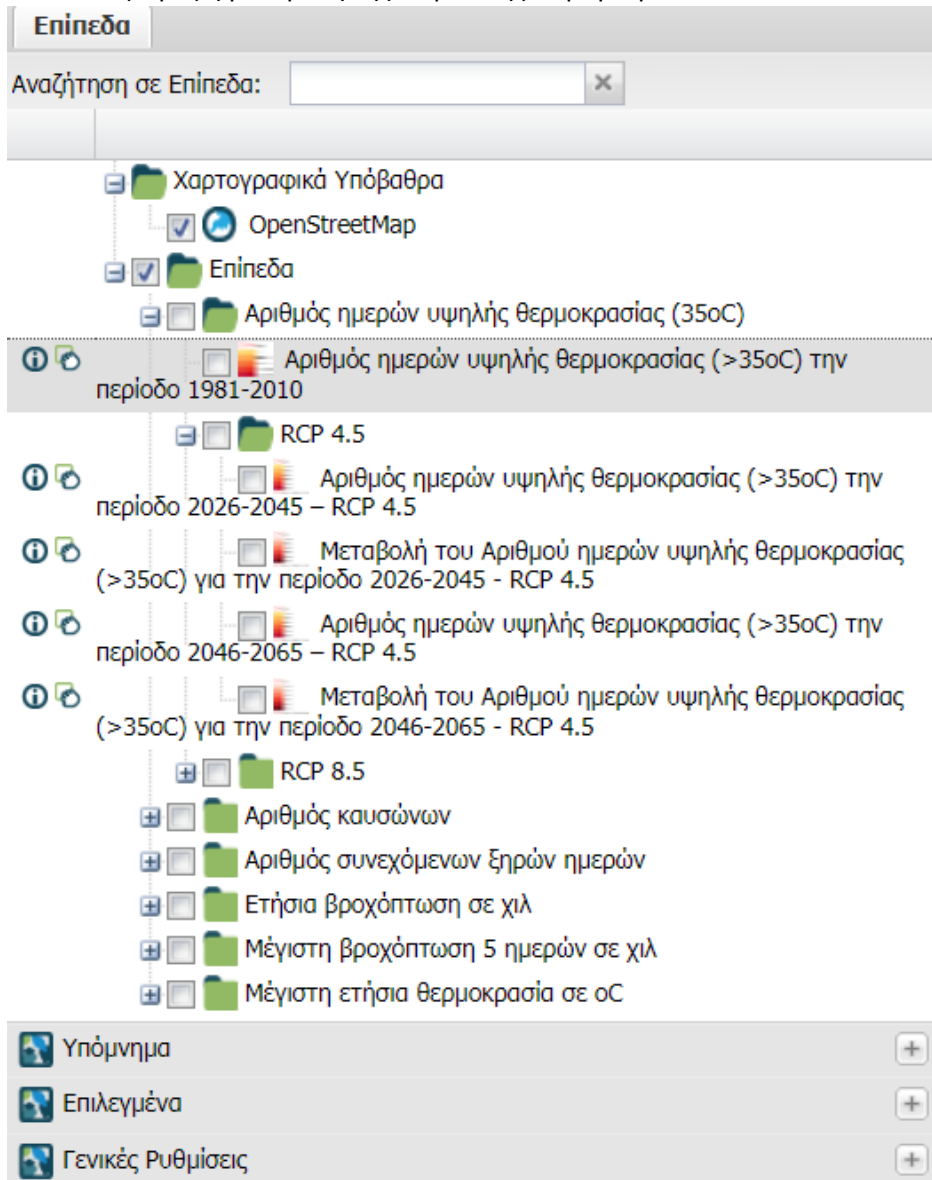 Επίπεδα
Αναζήτηση σε Επίπεδα:
Χαρτογραφικά Υπόβαθρα
OpenStreetMap
Επίπεδα
Αριθμός ημερών υψηλής θερμοκρασίας (35oC)
Αριθμός ημερών υψηλής θερμοκρασίας (>35oC) την
περίοδο 1981-2010
RCP 4.5
Αριθμός ημερών υψηλής θερμοκρασίας (>35oC) την
περίοδο 2026-2045 – RCP 4.5
Μεταβολή του Αριθμού ημερών υψηλής θερμοκρασίας
(>35oC) για την περίοδο 2026-2045 - RCP 4.5
Αριθμός ημερών υψηλής θερμοκρασίας (>35oC) την
περίοδο 2046-2065 – RCP 4.5
Μεταβολή του Αριθμού ημερών υψηλής θερμοκρασίας
(>35oC) για την περίοδο 2046-2065 - RCP 4.5
RCP 8.5
Αριθμός καυσώνων
Αριθμός συνεχόμενων ξηρών ημερών
Ετήσια βροχόπτωση σε χιλ
Μέγιστη βροχόπτωση 5 ημερών σε χιλ
Μέγιστη ετήσια θερμοκρασία σε oC
Υπόμνημα
Επιλεγμένα
Γενικές Ρυθμίσεις